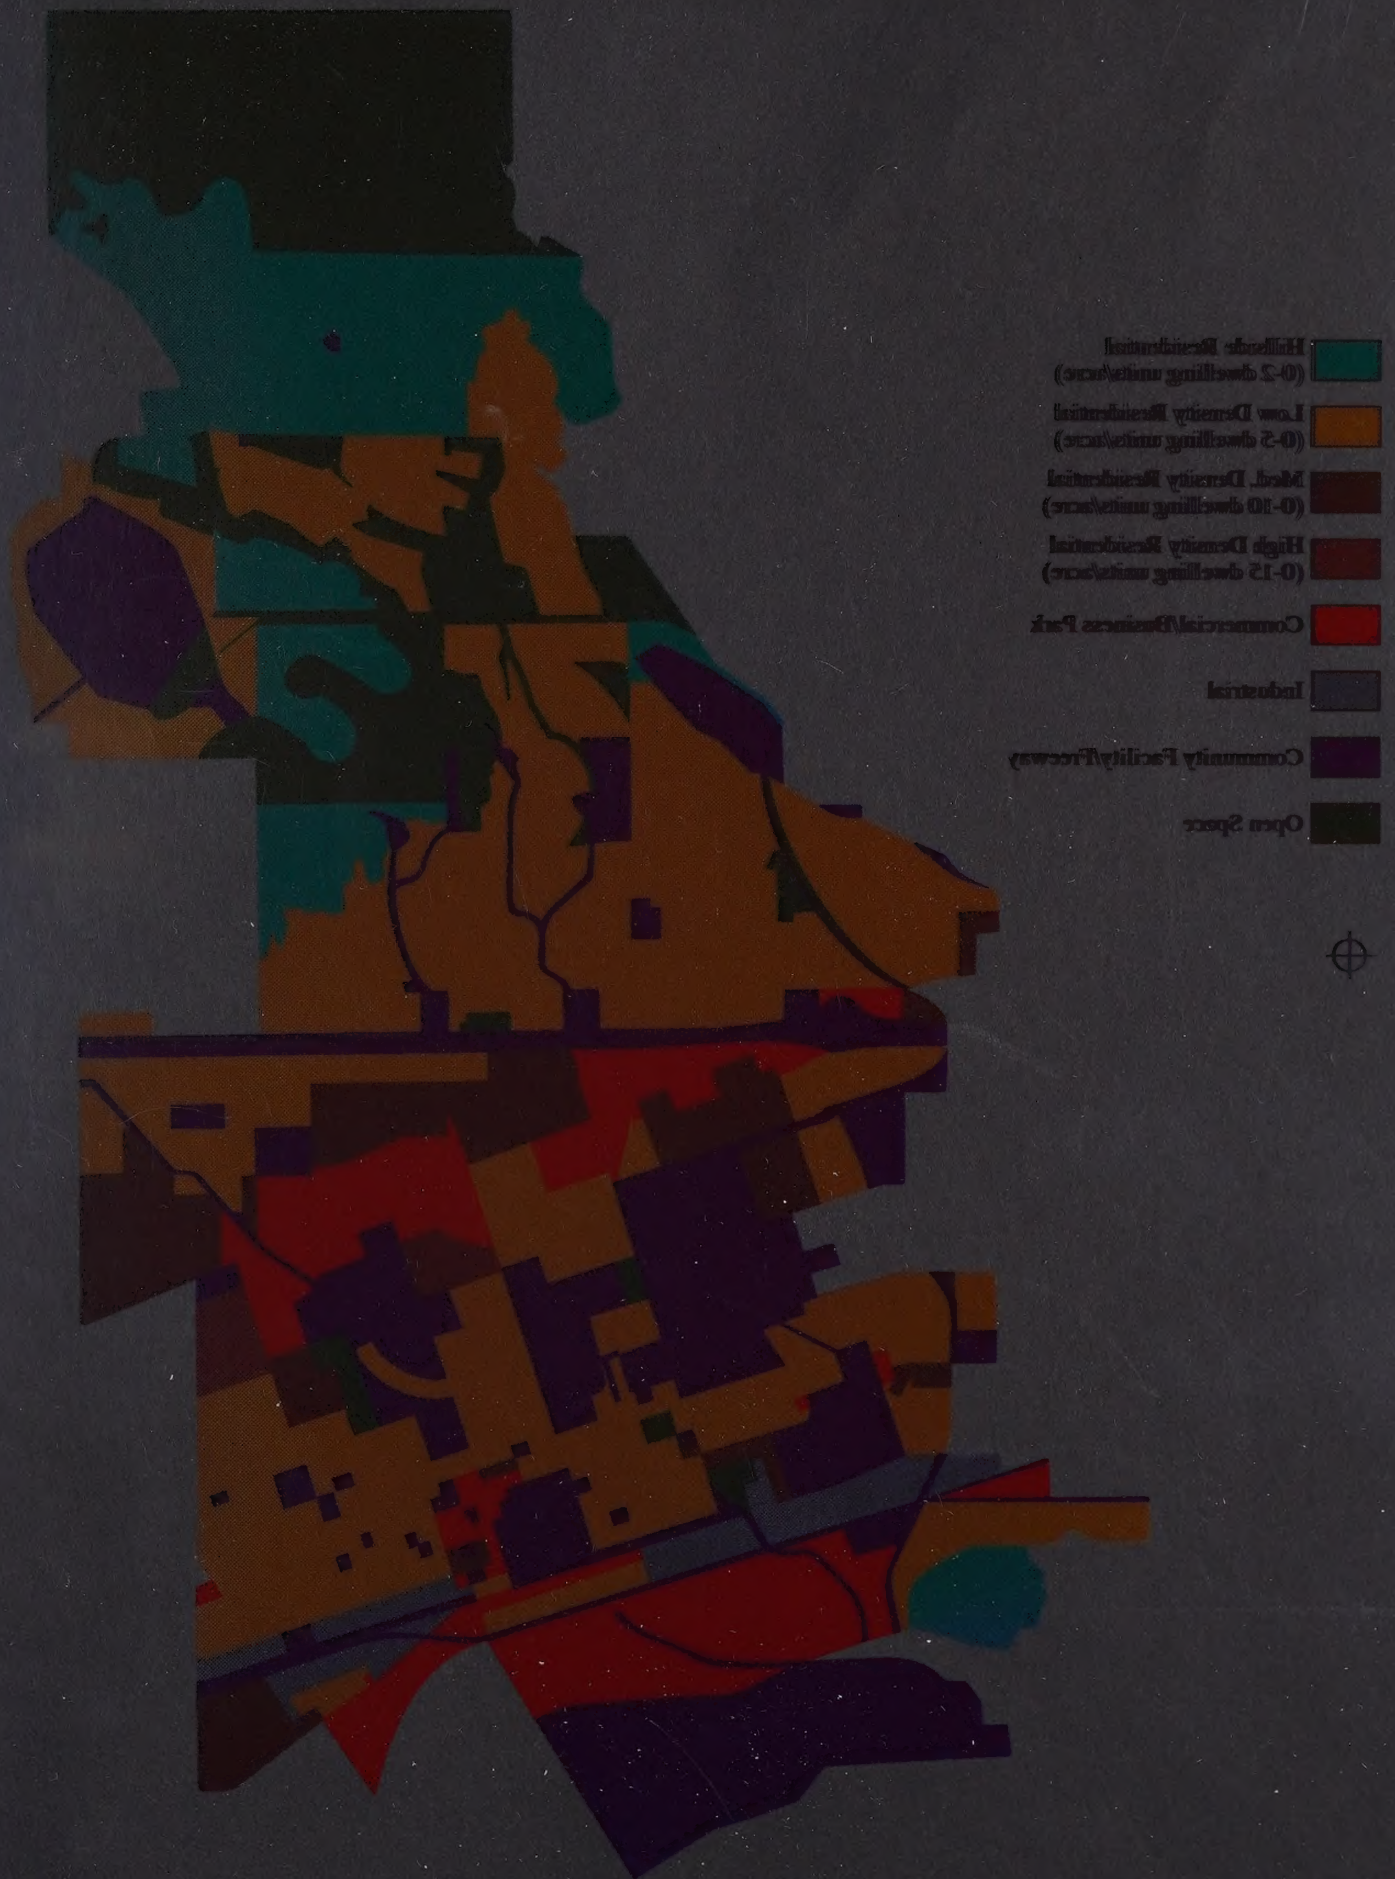 Hillside Residential
(0-2 dwelling units/acre)
Low Density Residential
(0-5 dwelling units/acre)
Med. Density Residential
(0-10 dwelling units/acre)
High Density Residential
(0-15 dwelling units/acre)
Commercial/Business Park
Industrial
Community Facility/Freeway
Open Space